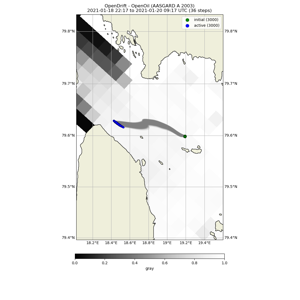 OpenDrift - OpenOil (AASGARD A 2003)
2021-01-18 22:17 to 2021-01-20 09:17 UTC (36 steps)
initial (3000)
active (3000)
79.8°N
79.8°N
79.7°N
79.7°N
79.6°N
79.6°N
79.5°N
79.5°N
79.4°N
79.4°N
18.2°E 18.4°E 18.6°E 18.8°E 19°E 19.2°E 19.4°E
0.0 0.2 0.4 0.6 0.8 1.0
gray